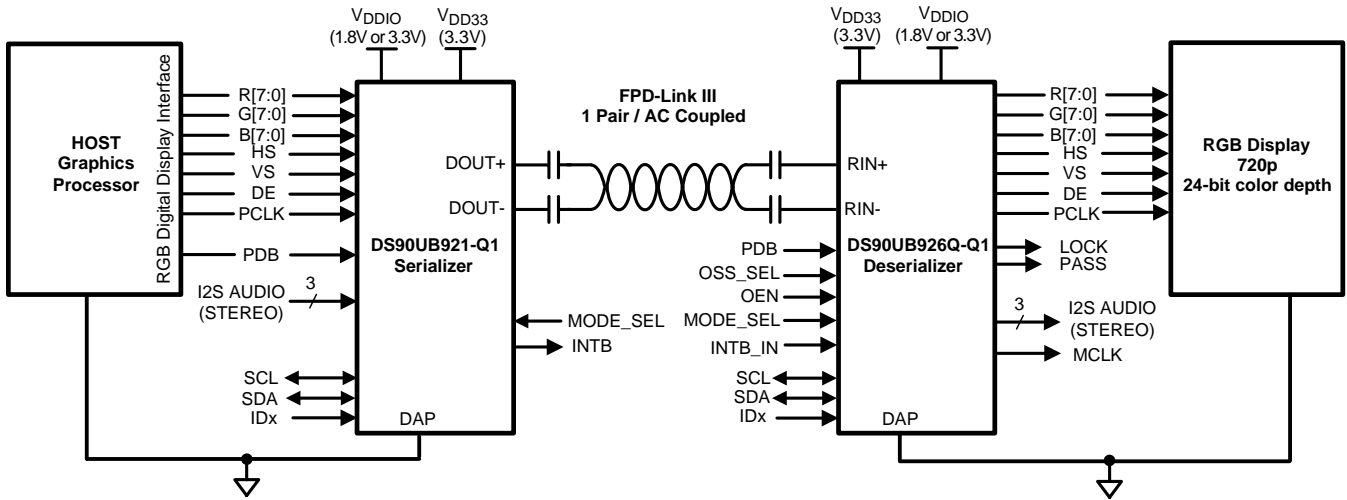 VDDIO
(1.8V or 3.3V)
VDD33
(3.3V)
VDD33
(3.3V)
VDDIO
(1.8V or 3.3V)
HOST
Graphics
Processor
RGB Digital Display Interface
R[7:0]
G[7:0]
B[7:0]
HS
VS
DE
PCLK
PDB
I2S AUDIO
(STEREO)
3
SCL
SDA
IDx
DOUT+
DOUT-
DS90UB921-Q1
Serializer
DAP
MODE_SEL
INTB
FPD-Link III
1 Pair / AC Coupled
PDB
OSS_SEL
OEN
MODE_SEL
INTB_IN
SCL
SDA
IDx
RIN+
RIN-
DS90UB926Q-Q1
Deserializer
DAP
R[7:0]
G[7:0]
B[7:0]
HS
VS
DE
PCLK
LOCK
PASS
3
I2S AUDIO
(STEREO)
MCLK
RGB Display
720p
24-bit color depth